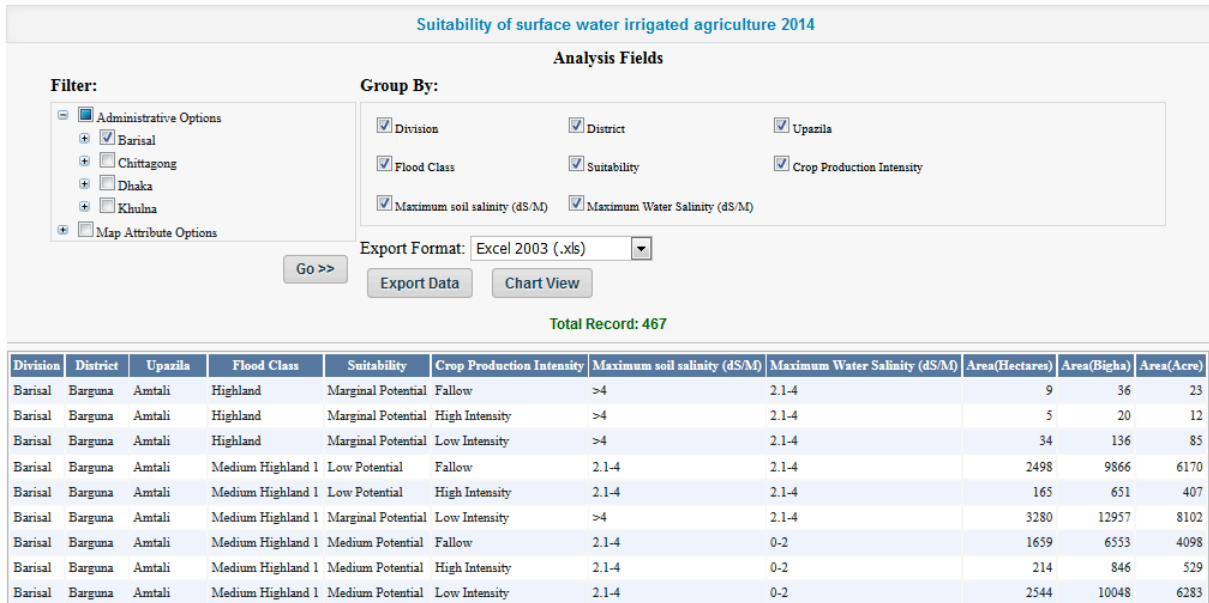 Suitability of surface water irrigated agriculture 2014
Analysis Fields
Filter:
Group By:
Administrative Options
Barisal
Chittagong
Dhaka
Khulna
Map Attribute Options
Division District Upazila
Flood Class Suitability Crop Production Intensity
Maximum soil salinity (dS/M) Maximum Water Salinity (dS/M)
Export Format: Excel 2003 (.xls)
Go >>
Export Data Chart View
Total Record: 467
Division District Upazila Flood Class Suitability Crop Production Intensity Maximum soil salinity (dS/M) Maximum Water Salinity (dS/M) Area(Hectares) Area(Bigha) Area(Acre)
Barisal Barguna Amtali Highland Marginal Potential Fallow >4 2.1-4 9 36 23
Barisal Barguna Amtali Highland Marginal Potential High Intensity >4 2.1-4 5 20 12
Barisal Barguna Amtali Highland Marginal Potential Low Intensity >4 2.1-4 34 136 85
Barisal Barguna Amtali Medium Highland 1 Low Potential Fallow 2.1-4 2.1-4 2498 9866 6170
Barisal Barguna Amtali Medium Highland 1 Low Potential High Intensity 2.1-4 2.1-4 165 651 407
Barisal Barguna Amtali Medium Highland 1 Marginal Potential Low Intensity >4 2.1-4 3280 12957 8102
Barisal Barguna Amtali Medium Highland 1 Medium Potential Fallow 2.1-4 0-2 1659 6553 4098
Barisal Barguna Amtali Medium Highland 1 Medium Potential High Intensity 2.1-4 0-2 214 846 529
Barisal Barguna Amtali Medium Highland 1 Medium Potential Low Intensity 2.1-4 0-2 2544 10048 6283